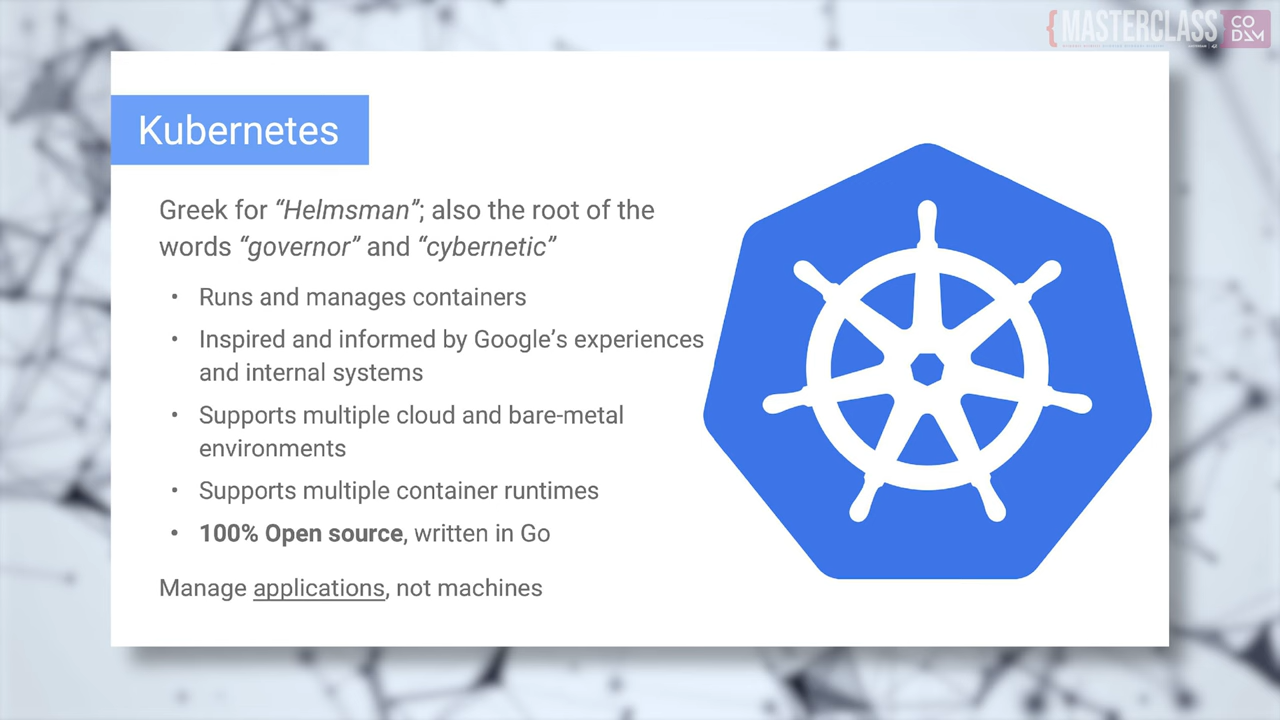 {MASTERCLASS
CO
DAM
Kubernetes
Greek for “Helmsman”; also the root of the
words “governor” and “cybernetic”
• Runs and manages containers
• Inspired and informed by Google’s experiences
and internal systems
• Supports multiple cloud and bare-metal
environments
• Supports multiple container runtimes
• 100% Open source, written in Go
Manage applications, not machines